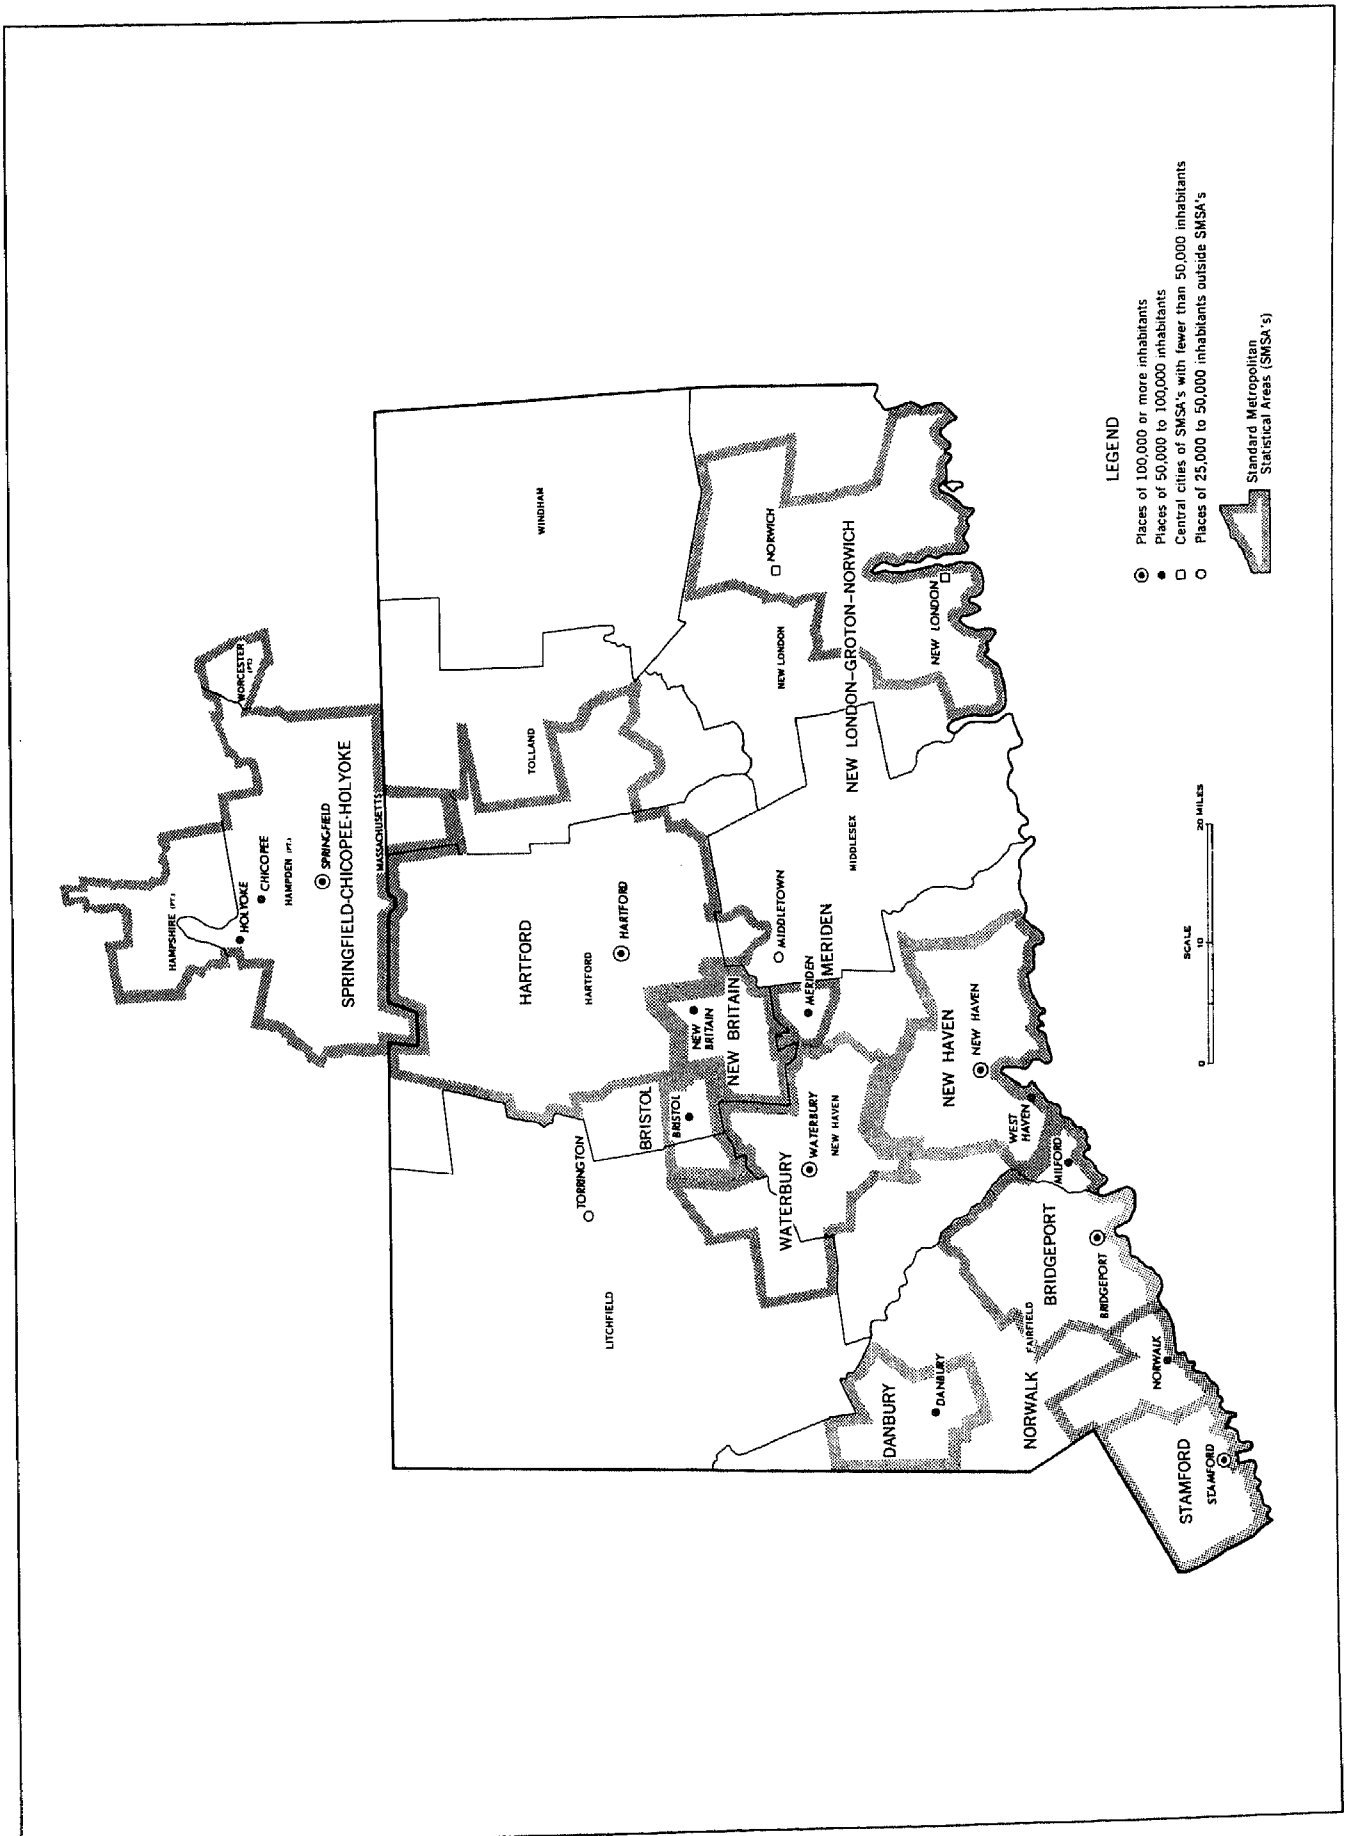 HAMPSHIRE (PT.)
HOLYOKE
CHICOPEE
HAMPDEN (PT.)
SPRINGFIELD
SPRINGFIELD-CHICOPEE-HOLYOKE
WORCESTER
(PT.)
MASSACHUSETTS
TORRINGTON
LITCHFIELD
HARTFORD
HARTFORD
HARTFORD
TOLLAND
WINDHAM
BRISTOL
BRISTOL
NEW
BRITAIN
NEW BRITAIN
WATERBURY
WATERBURY
NEW HAVEN
MERIDEN
MERIDEN
MIDDLETOWN
MIDDLESEX
NEW LONDON
NORWICH
NEW LONDON-GROTON-NORWICH
NEW LONDON
DANBURY
DANBURY
NEW HAVEN
NEW HAVEN
WEST
HAVEN
MILFORD
BRIDGEPORT
BRIDGEPORT
FAIRFIELD
NORWALK
NORWALK
STAMFORD
STAMFORD
SCALE
0 10 20 MILES
LEGEND
Places of 100,000 or more inhabitants
Places of 50,000 to 100,000 inhabitants
Central cities of SMSA's with fewer than 50,000 inhabitants
Places of 25,000 to 50,000 inhabitants outside SMSA's
Standard Metropolitan
Statistical Areas (SMSA's)